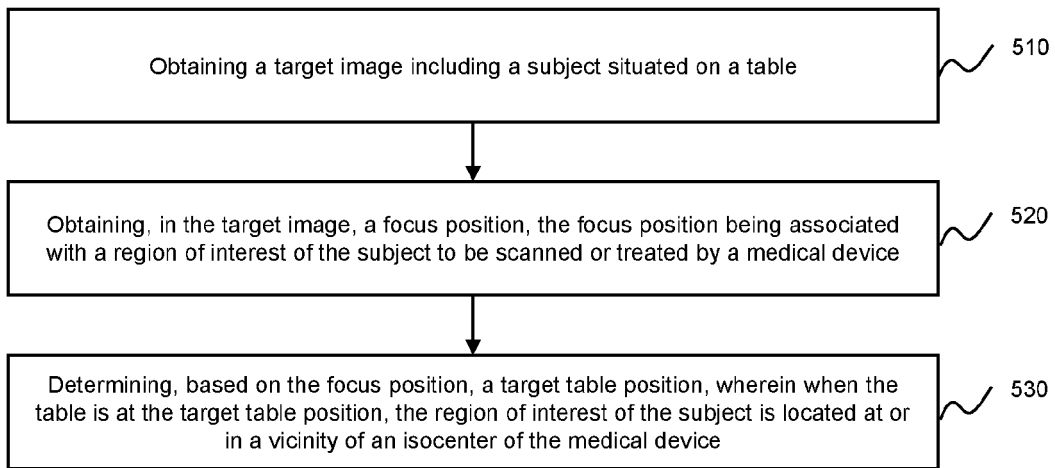 Obtaining a target image including a subject situated on a table
510
Obtaining, in the target image, a focus position, the focus position being associated
with a region of interest of the subject to be scanned or treated by a medical device
520
Determining, based on the focus position, a target table position, wherein when the
table is at the target table position, the region of interest of the subject is located at or
in a vicinity of an isocenter of the medical device
530